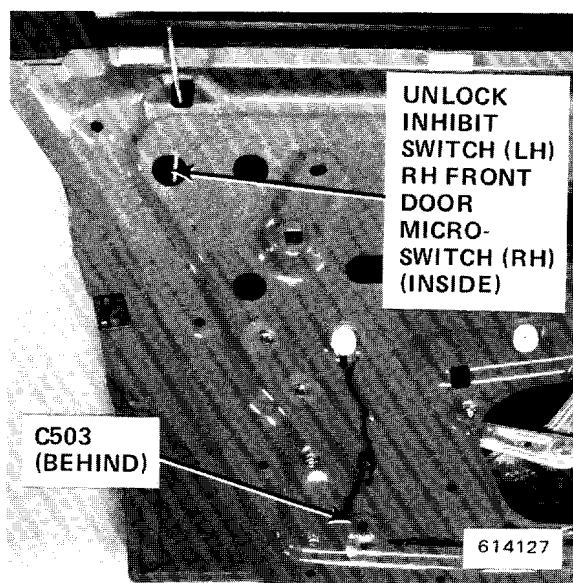 UNLOCK
INHIBIT
SWITCH (LH)
RH FRONT
DOOR
MICRO-
SWITCH (RH)
(INSIDE)
C503
(BEHIND)
614127